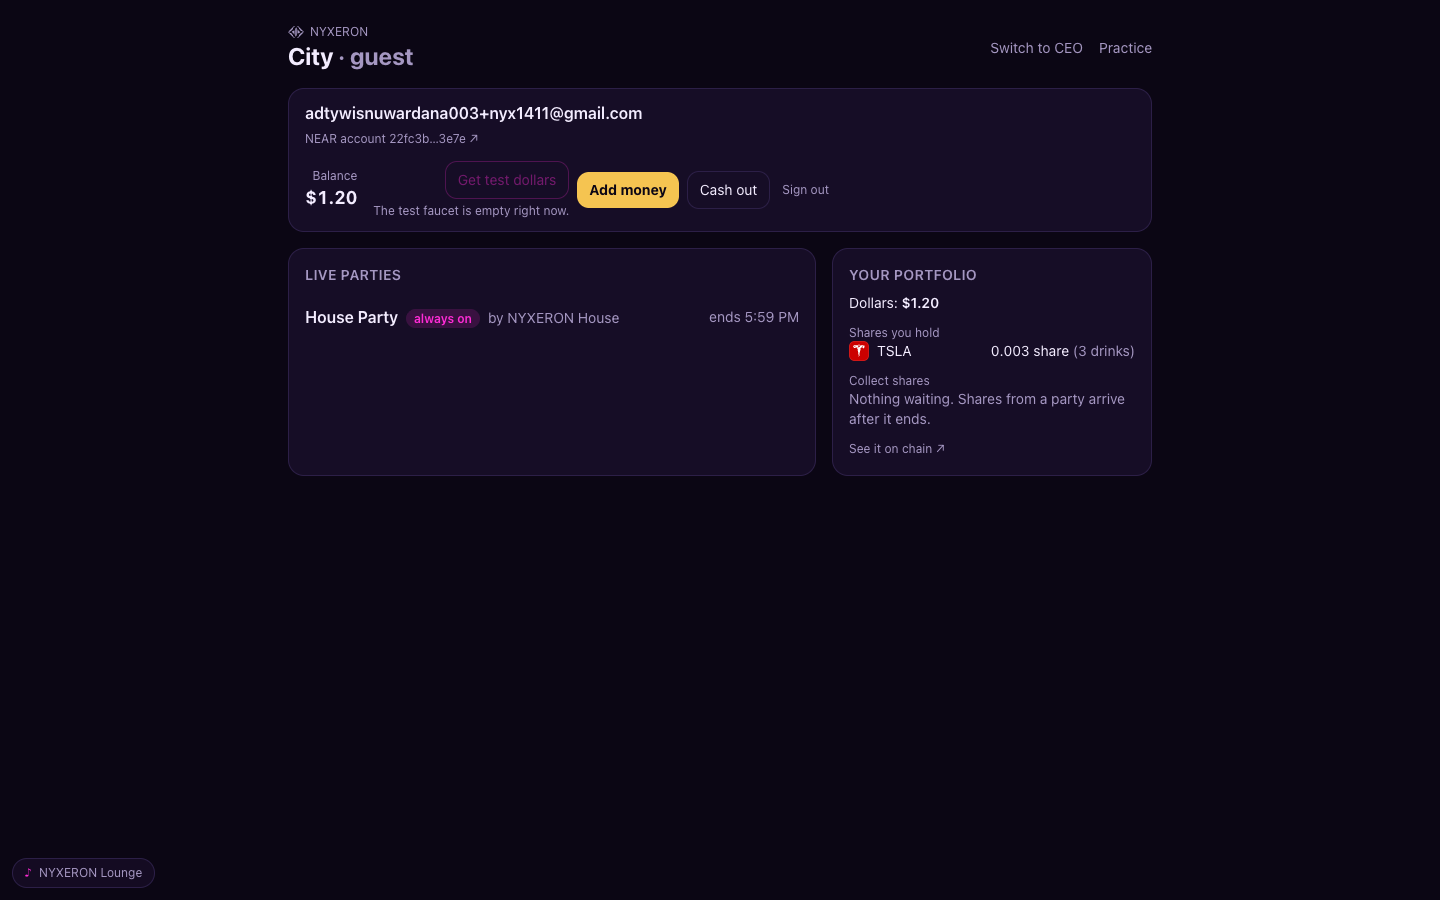 NYXERON
City · guest
Switch to CEO
Practice
adtywisnuwardana003+nyx1411@gmail.com
NEAR account 22fc3b...3e7e ↗
Balance
$1.20
Get test dollars
The test faucet is empty right now.
Add money
Cash out
Sign out
LIVE PARTIES
House Party always on by NYXERON House ends 5:59 PM
YOUR PORTFOLIO
Dollars: $1.20
Shares you hold
TSLA 0.003 share (3 drinks)
Collect shares
Nothing waiting. Shares from a party arrive
after it ends.
See it on chain ↗
♪ NYXERON Lounge